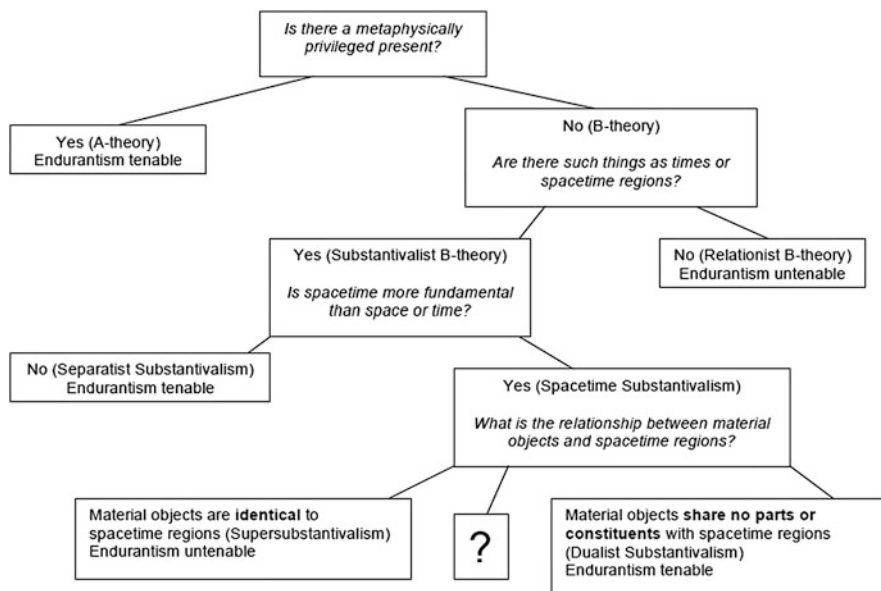 Is there a metaphysically
privileged present?
Yes (A-theory)
Endurantism tenable
No (B-theory)
Are there such things as times or
spacetime regions?
Yes (Substantivalist B-theory)
Is spacetime more fundamental
than space or time?
No (Relationist B-theory)
Endurantism untenable
No (Separatist Substantivalism)
Endurantism tenable
Yes (Spacetime Substantivalism)
What is the relationship between material
objects and spacetime regions?
Material objects are identical to
spacetime regions (Supersubstantivalism)
Endurantism untenable
?
Material objects share no parts or
constituents with spacetime regions
(Dualist Substantivalism)
Endurantism tenable